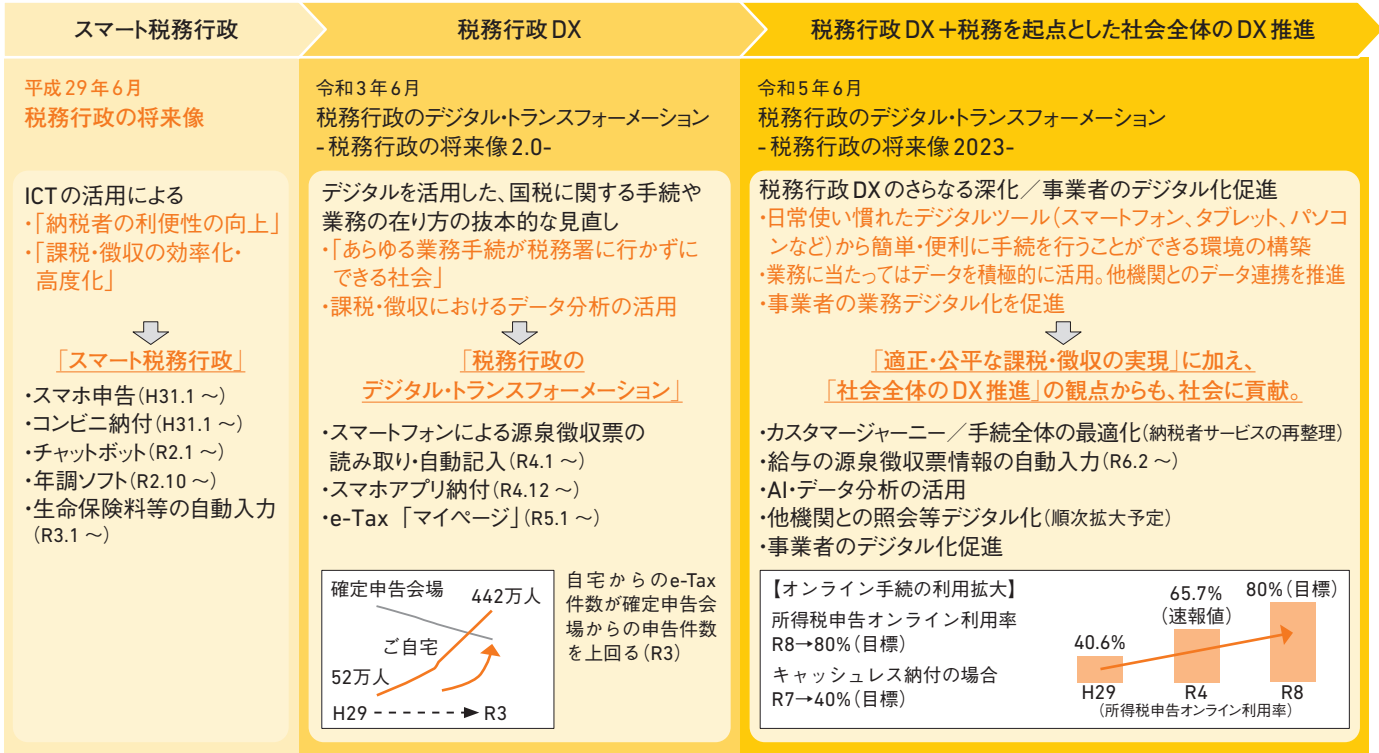 スマート税務行政
税務行政DX
税務行政DX+税務を起点とした社会全体のDX推進
平成29年6月
税務行政の将来像
ICTの活用による
・「納税者の利便性の向上」
・「課税・徴収の効率化・
高度化」
「スマート税務行政」
・スマホ申告(H31.1～)
・コンビニ納付(H31.1～)
・チャットボット(R2.1～)
・年調ソフト(R2.10～)
・生命保険料等の自動入力
(R3.1～)
令和3年6月
税務行政のデジタル・トランスフォーメーション
-税務行政の将来像2.0-
デジタルを活用した、国税に関する手続や
業務の在り方の抜本的な見直し
・「あらゆる業務手続が税務署に行かずに
できる社会」
・課税・徴収におけるデータ分析の活用
「税務行政の
デジタル・トランスフォーメーション」
・スマートフォンによる源泉徴収票の
読み取り・自動記入(R4.1～)
・スマホアプリ納付(R4.12～)
・e-Tax「マイページ」(R5.1～)
確定申告会場
442万人
ご自宅
52万人
H29
R3
自宅からのe-Tax
件数が確定申告会
場からの申告件数
を上回る(R3)
令和5年6月
税務行政のデジタル・トランスフォーメーション
-税務行政の将来像2023-
税務行政DXのさらなる深化／事業者のデジタル化促進
・日常使い慣れたデジタルツール(スマートフォン、タブレット、パソコ
ンなど)から簡単・便利に手続を行うことができる環境の構築
・業務に当たってはデータを積極的に活用。他機関とのデータ連携を推進
・事業者の業務デジタル化を促進
「適正・公平な課税・徴収の実現」に加え、
「社会全体のDX推進」の観点からも、社会に貢献。
・カスタマージャーニー／手続全体の最適化(納税者サービスの再整理)
・給与の源泉徴収票情報の自動入力(R6.2～)
・AI・データ分析の活用
・他機関との照会等デジタル化(順次拡大予定)
・事業者のデジタル化促進
【オンライン手続の利用拡大】
所得税申告オンライン利用率
R8→80%(目標)
キャッシュレス納付の場合
R7→40%(目標)
40.6%
65.7%
(速報値)
80%(目標)
H29
R4
R8
(所得税申告オンライン利用率)